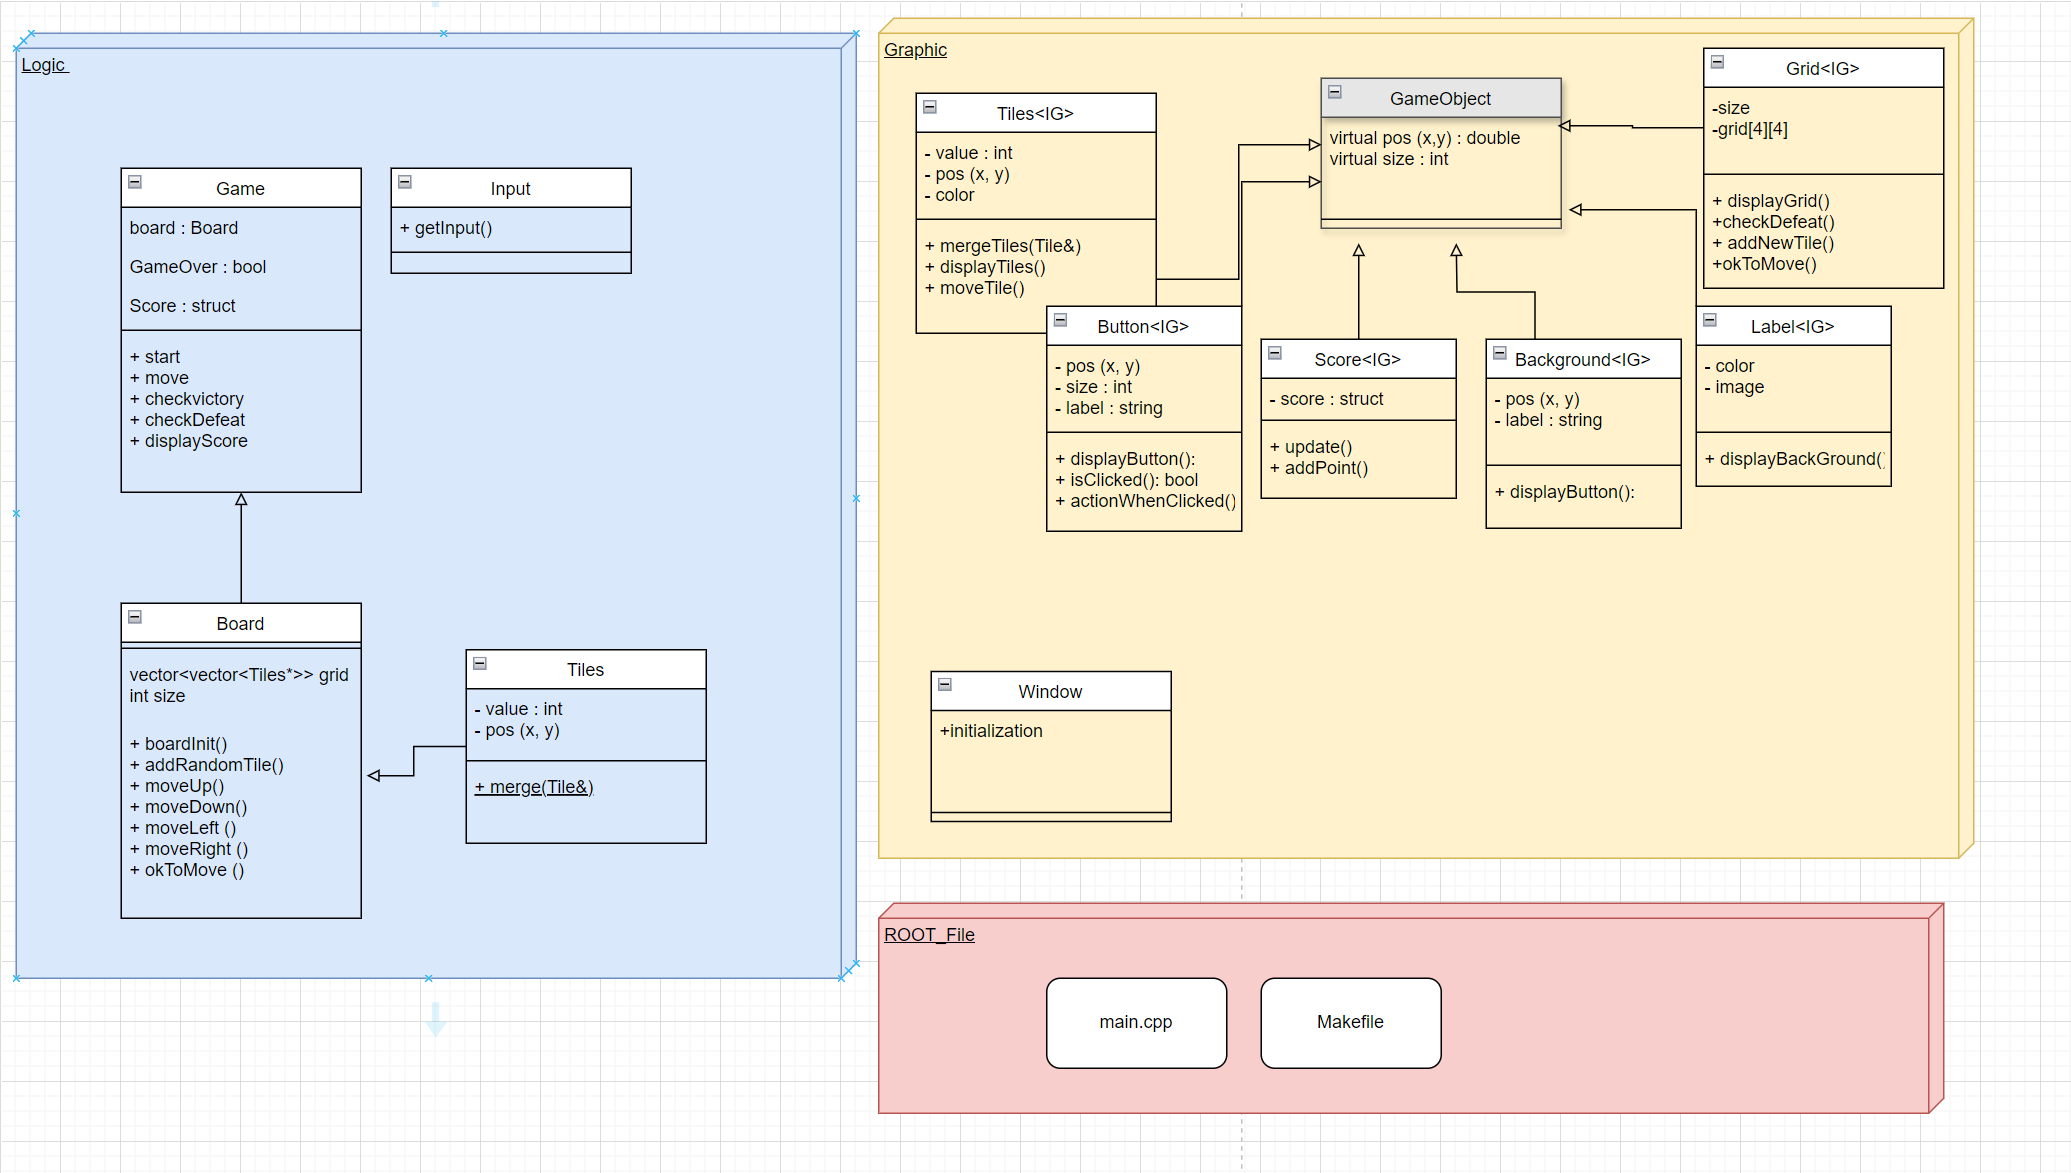 Logic
Game
board : Board
GameOver : bool
Score : struct
+ start
+ move
+ checkvictory
+ checkDefeat
+ displayScore
Input
+ getInput()
Board
vector<vector<Tiles*>> grid
int size
+ boardInit()
+ addRandomTile()
+ moveUp()
+ moveDown()
+ moveLeft ()
+ moveRight ()
+ okToMove ()
Tiles
- value : int
- pos (x, y)
+ merge(Tile&)
Graphic
Tiles<IG>
- value : int
- pos (x, y)
- color
+ mergeTiles(Tile&)
+ displayTiles()
+ moveTile()
GameObject
virtual pos (x,y) : double
virtual size : int
Grid<IG>
-size
-grid[4][4]
+ displayGrid()
+checkDefeat()
+ addNewTile()
+okToMove()
Button<IG>
- pos (x, y)
- size : int
- label : string
+ displayButton():
+ isClicked(): bool
+ actionWhenClicked()
Score<IG>
- score : struct
+ update()
+ addPoint()
Background<IG>
- pos (x, y)
- label : string
+ displayButton():
Label<IG>
- color
- image
+ displayBackGround()
Window
+initialization
ROOT_File
main.cpp
Makefile